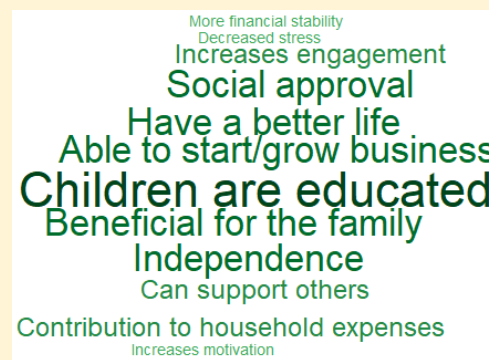 More financial stability
Decreased stress
Increases engagement
Social approval
Have a better life
Able to start/grow business
Children are educated
Beneficial for the family
Independence
Can support others
Contribution to household expenses
Increases motivation